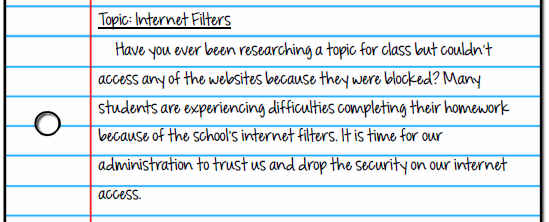 Topic: Internet Filters
Have you ever been researching a topic for class but couldn't
access any of the websites because they were blocked? Many
students are experiencing difficulties completing their homework
because of the school's internet filters. It is time for our
administration to trust us and drop the security on our internet
access.